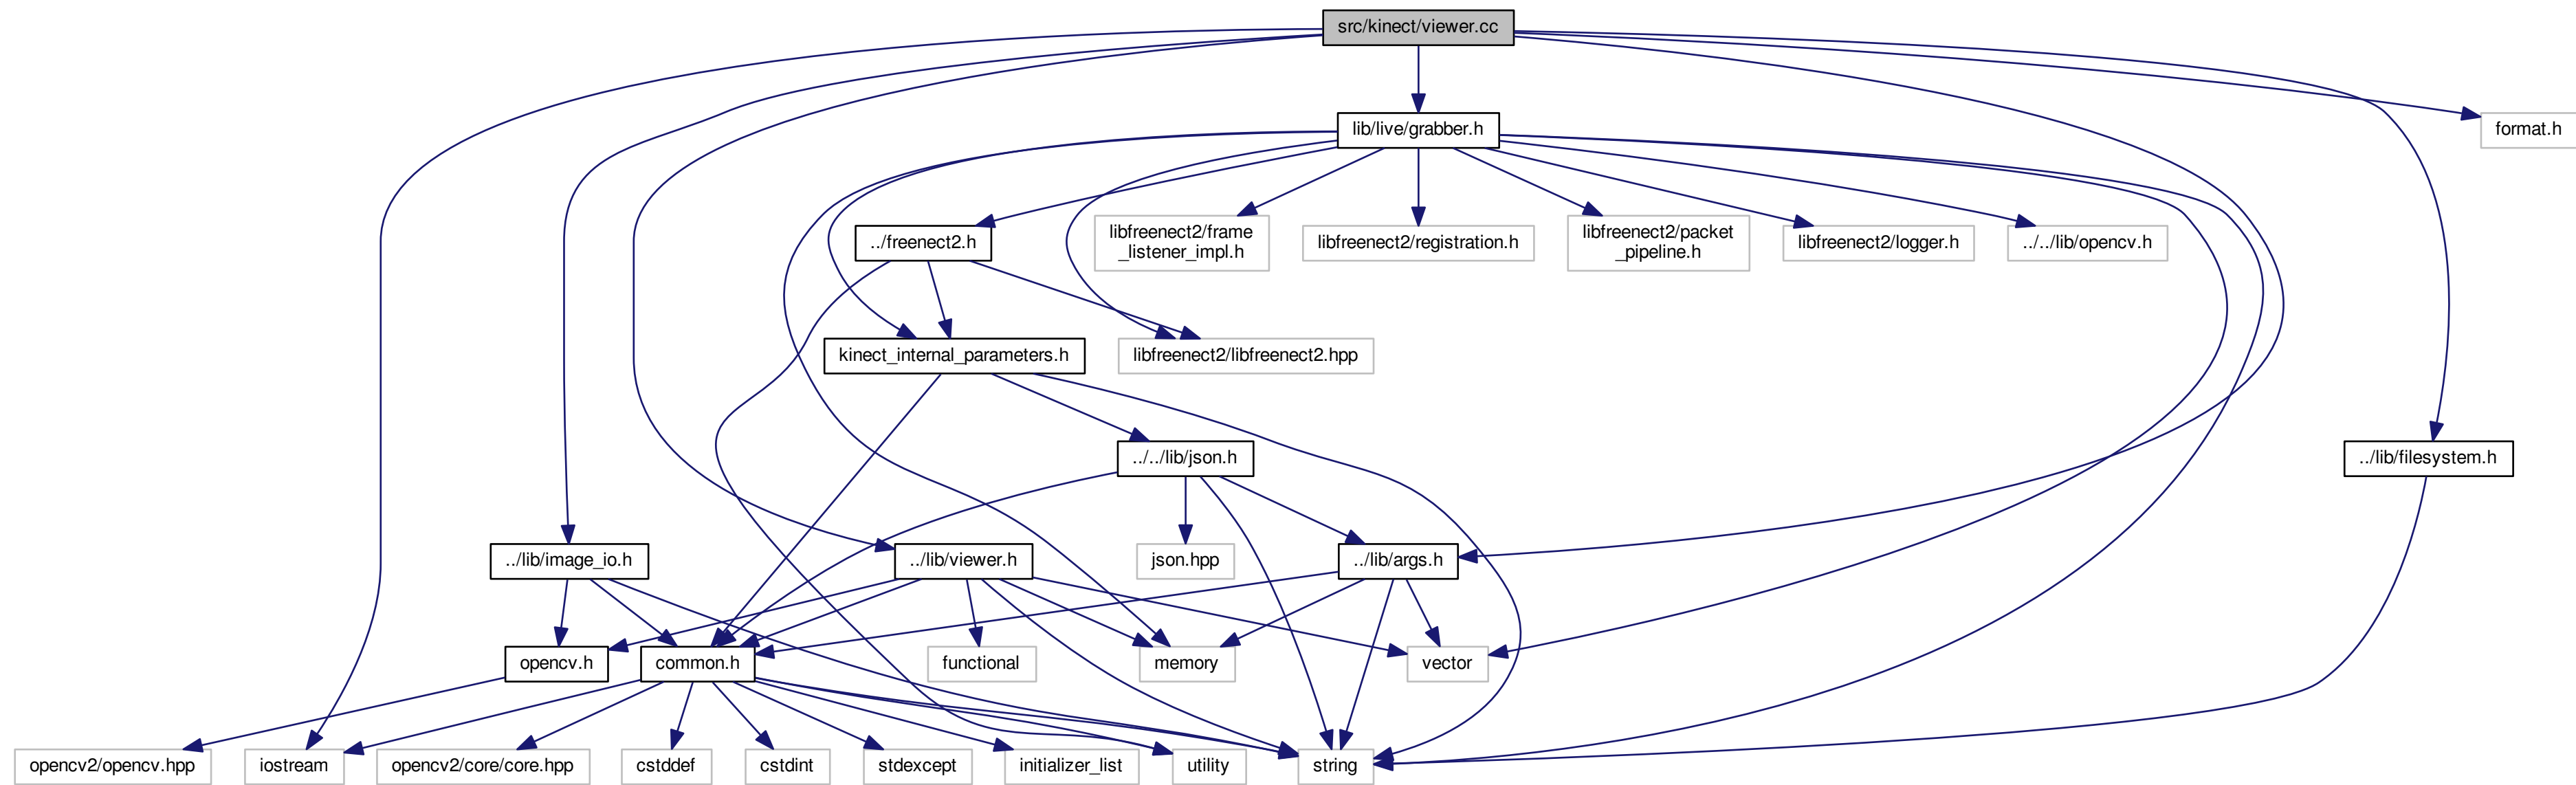 src/kinect/viewer.cc
lib/live/grabber.h
format.h
../freenect2.h
libfreenect2/frame
_listener_impl.h
libfreenect2/registration.h
libfreenect2/packet
_pipeline.h
libfreenect2/logger.h
../../lib/opencv.h
kinect_internal_parameters.h
libfreenect2/libfreenect2.hpp
../../lib/json.h
../lib/filesystem.h
../lib/image_io.h
../lib/viewer.h
json.hpp
../lib/args.h
opencv.h
common.h
functional
memory
vector
opencv2/opencv.hpp
iostream
opencv2/core/core.hpp
cstddef
cstdint
stdexcept
initializer_list
utility
string